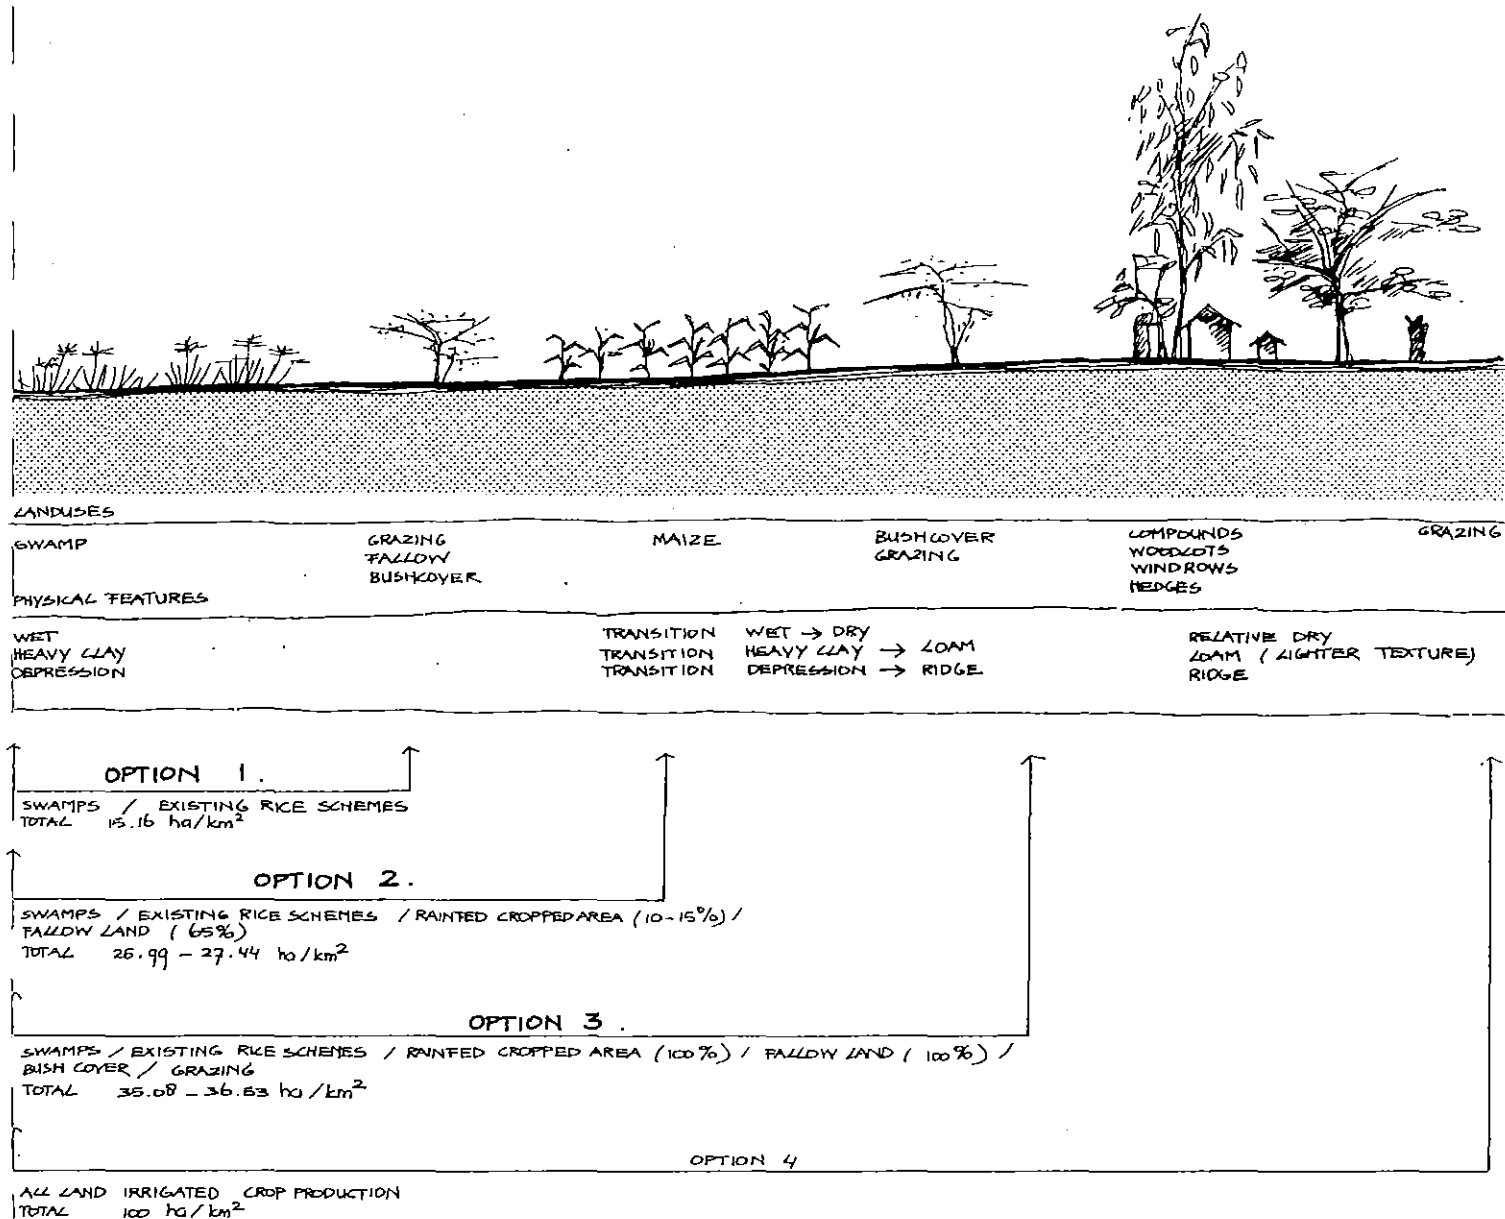 LANDUSES
SWAMP GRAZING MAIZE BUSHCOVER COMPOUNDS GRAZING
FALLOW GRAZING WOODLOTS
BUSHCOVER WINDROWS
HEDGES
PHYSICAL FEATURES
WET TRANSITION WET → DRY RELATIVE DRY
HEAVY CLAY TRANSITION HEAVY CLAY → LOAM LOAM (LIGHTER TEXTURE)
DEPRESSION TRANSITION DEPRESSION → RIDGE RIDGE
OPTION 1.
SWAMPS / EXISTING RICE SCHEMES
TOTAL 15.16 ha/km²
OPTION 2.
SWAMPS / EXISTING RICE SCHEMES / RAINFED CROPPED AREA (10-15%) /
FALLOW LAND (65%)
TOTAL 25.99 - 27.44 ha/km²
OPTION 3.
SWAMPS / EXISTING RICE SCHEMES / RAINFED CROPPED AREA (100%) / FALLOW LAND (100%) /
BUSH COVER / GRAZING
TOTAL 35.08 - 36.53 ha/km²
OPTION 4
ALL LAND IRRIGATED CROP PRODUCTION
TOTAL 100 ha/km²